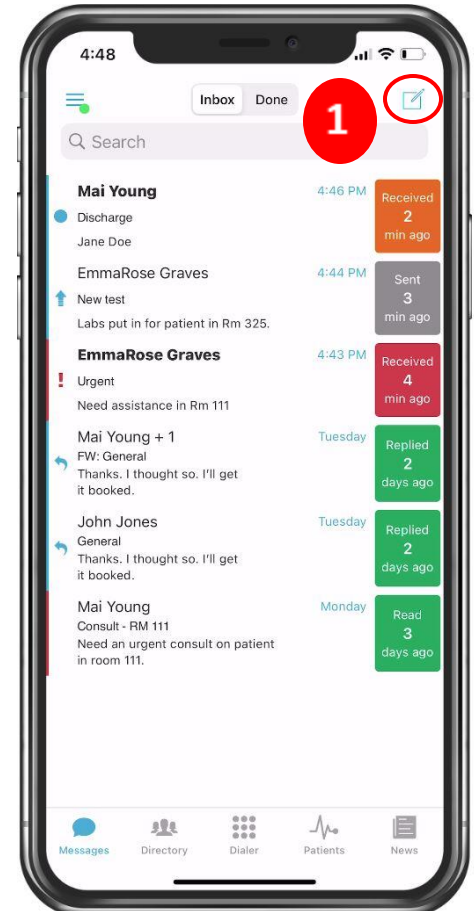 4:48
Inbox Done
1
Search
Mai Young 4:46 PM
Discharge
Jane Doe
Received
2
min ago
EmmaRose Graves 4:44 PM
New test
Labs put in for patient in Rm 325.
Sent
3
min ago
EmmaRose Graves 4:43 PM
Urgent
Need assistance in Rm 111
Received
4
min ago
Mai Young + 1 Tuesday
FW: General
Thanks. I thought so. I'll get
it booked.
Replied
2
days ago
John Jones Tuesday
General
Thanks. I thought so. I'll get
it booked.
Replied
2
days ago
Mai Young Monday
Consult - RM 111
Need an urgent consult on patient
in room 111.
Read
3
days ago
Messages Directory Dialer Patients News